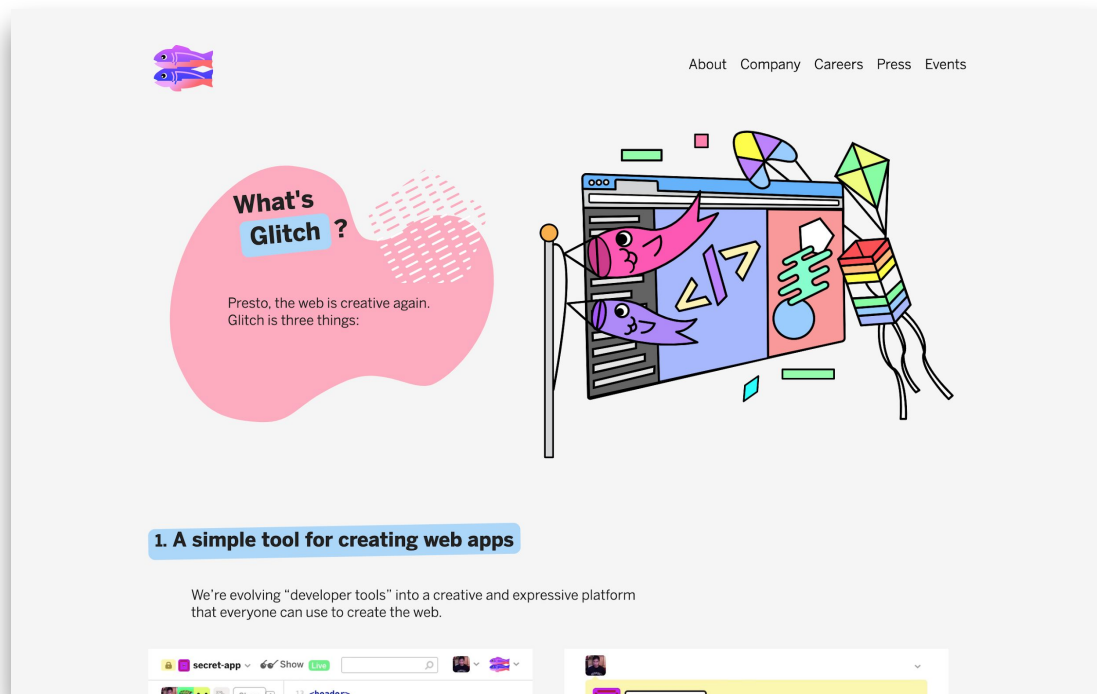 About Company Careers Press Events
What's
Glitch ?
Presto, the web is creative again.
Glitch is three things:
1. A simple tool for creating web apps
We're evolving “developer tools” into a creative and expressive platform
that everyone can use to create the web.
secret-app Show Live
<header>